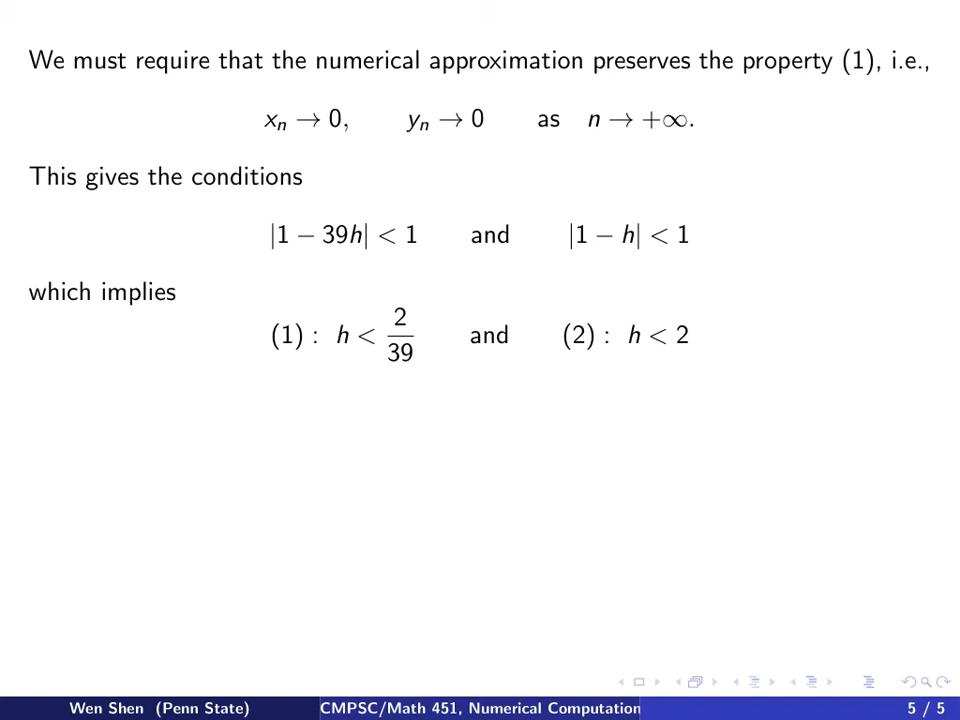 We must require that the numerical approximation preserves the property (1), i.e.,
xₙ → 0, yₙ → 0 as n → +∞.
This gives the conditions
|1 − 39h| < 1 and |1 − h| < 1
which implies
(1) : h < 2/39 and (2) : h < 2
Wen Shen (Penn State) CMPSC/Math 451, Numerical Computation 5 / 5